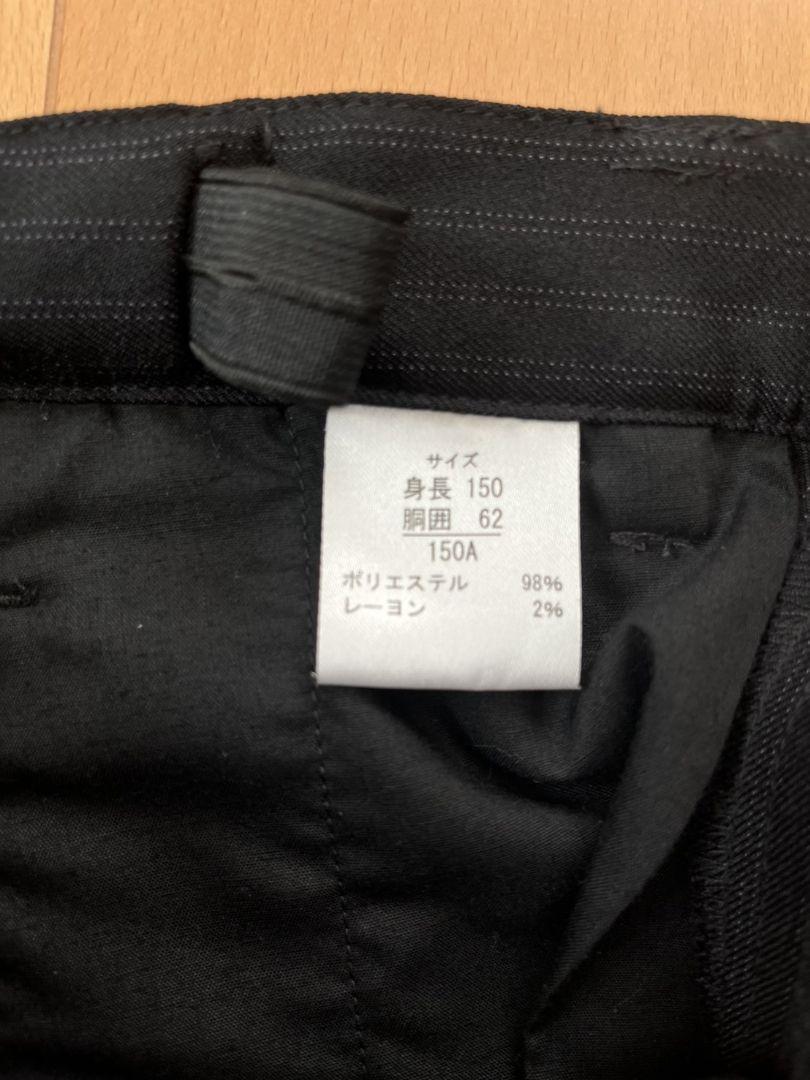 サイズ
身長 150
胴囲 62
150A
ポリエステル 98%
レーヨン 2%